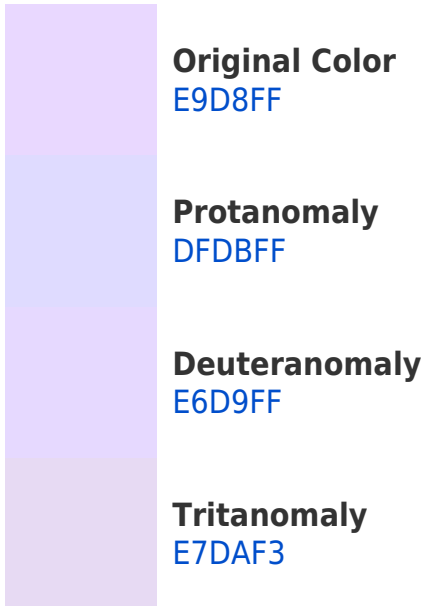 Original Color
E9D8FF
Protanomaly
DFDBFF
Deuteranomaly
E6D9FF
Tritanomaly
E7DAF3